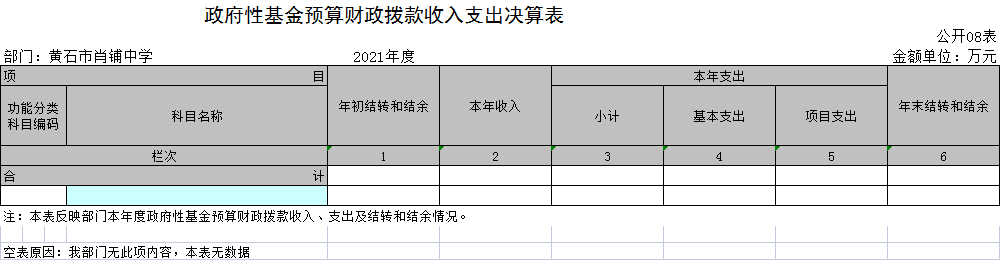 政府性基金预算财政拨款收入支出决算表
公开08表
部门：黄石市肖铺中学 2021年度 金额单位：万元
项 目 年初结转和结余 本年收入 本年支出 年末结转和结余
功能分类科目编码 科目名称 小计 基本支出 项目支出
栏次 1 2 3 4 5 6
合 计
注：本表反映部门本年度政府性基金预算财政拨款收入、支出及结转和结余情况。
空表原因：我部门无此项内容，本表无数据